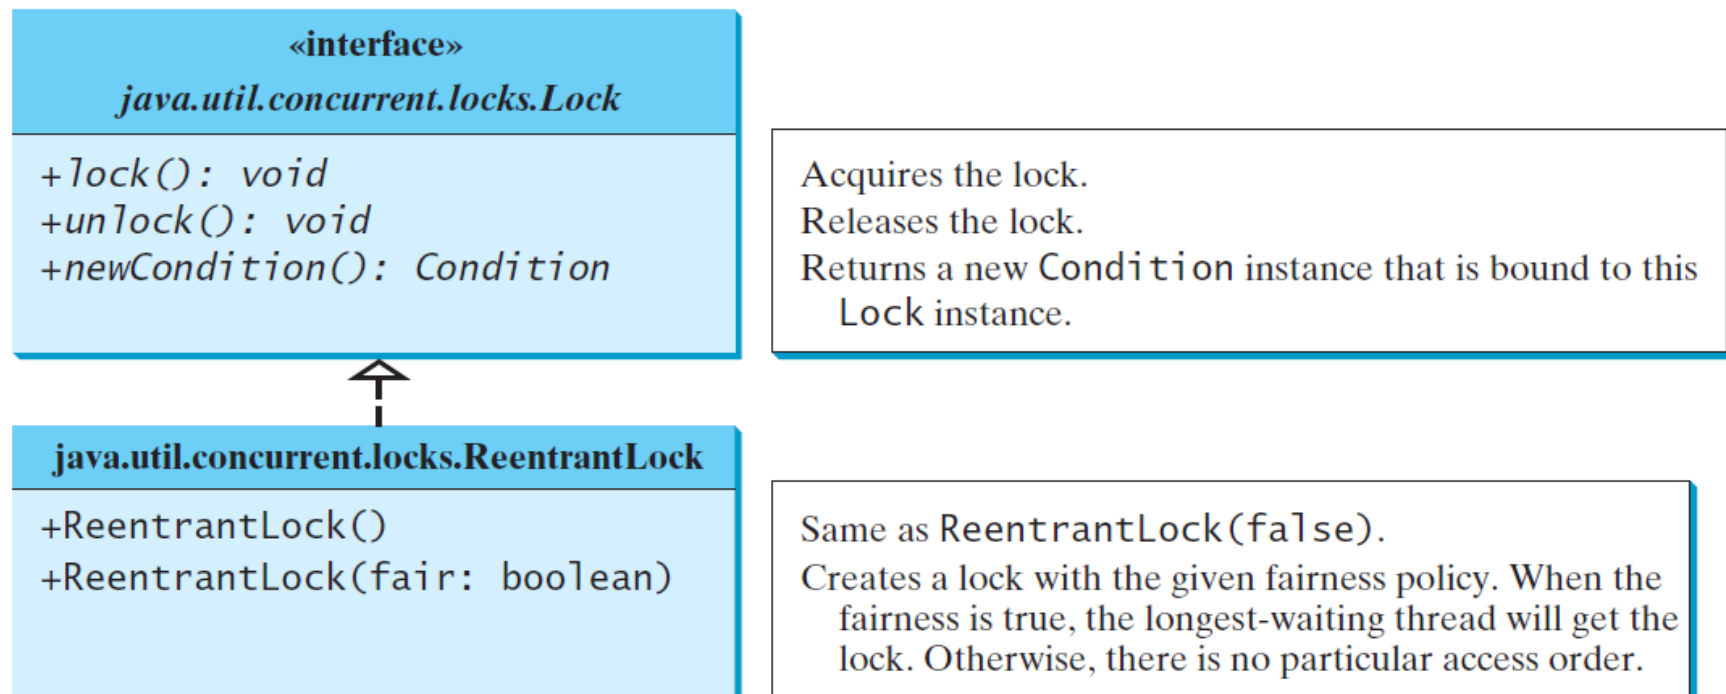 «interface»
java.util.concurrent.locks.Lock
+lock(): void
+unlock(): void
+newCondition(): Condition
Acquires the lock.
Releases the lock.
Returns a new Condition instance that is bound to this
Lock instance.
java.util.concurrent.locks.ReentrantLock
+ReentrantLock()
+ReentrantLock(fair: boolean)
Same as ReentrantLock(false).
Creates a lock with the given fairness policy. When the
fairness is true, the longest-waiting thread will get the
lock. Otherwise, there is no particular access order.